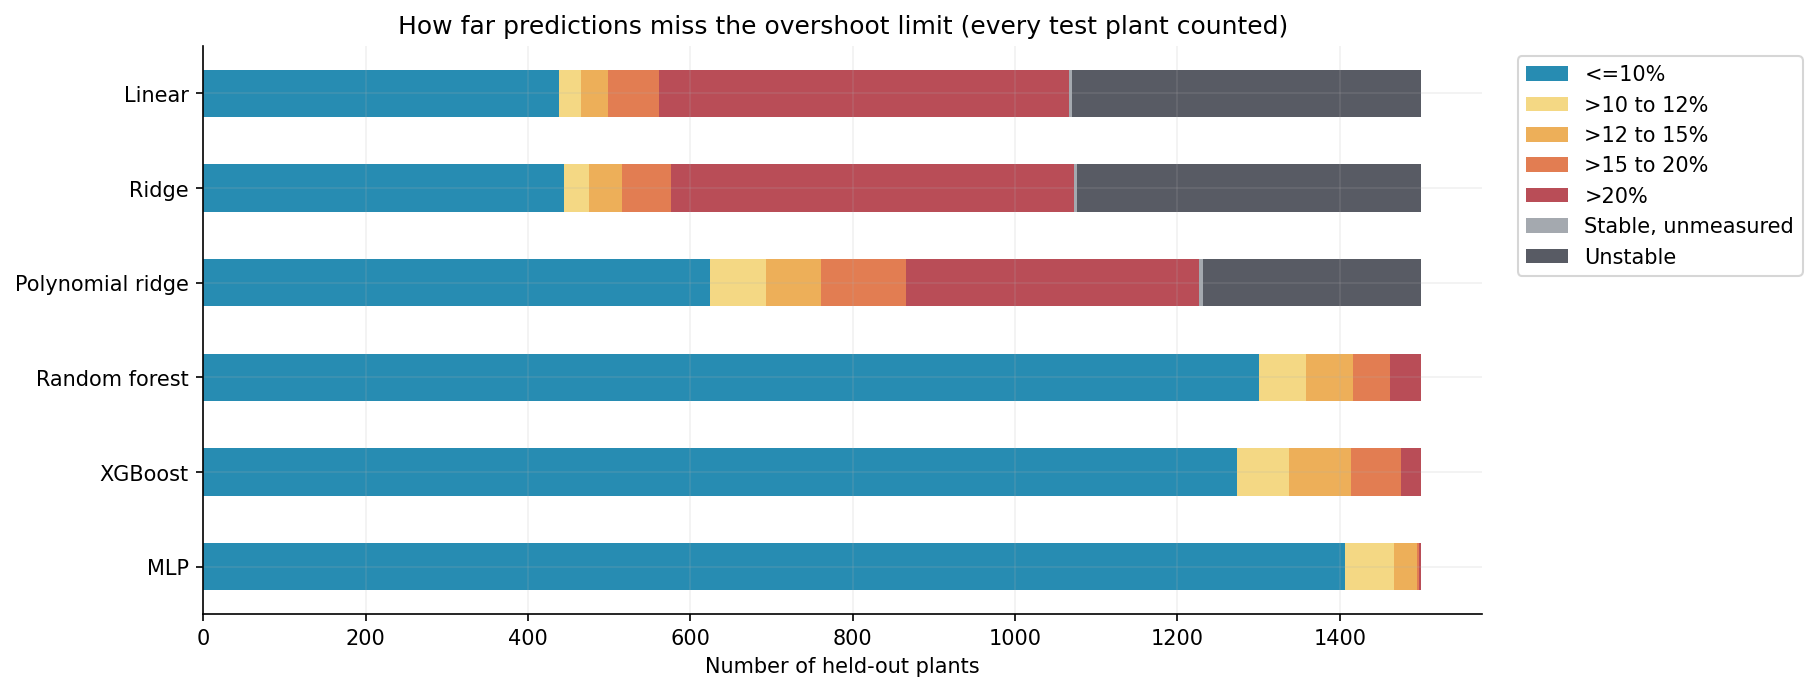 How far predictions miss the overshoot limit (every test plant counted)
Linear
Ridge
Polynomial ridge
Random forest
XGBoost
MLP
0 200 400 600 800 1000 1200 1400
Number of held-out plants
<=10%
>10 to 12%
>12 to 15%
>15 to 20%
>20%
Stable, unmeasured
Unstable